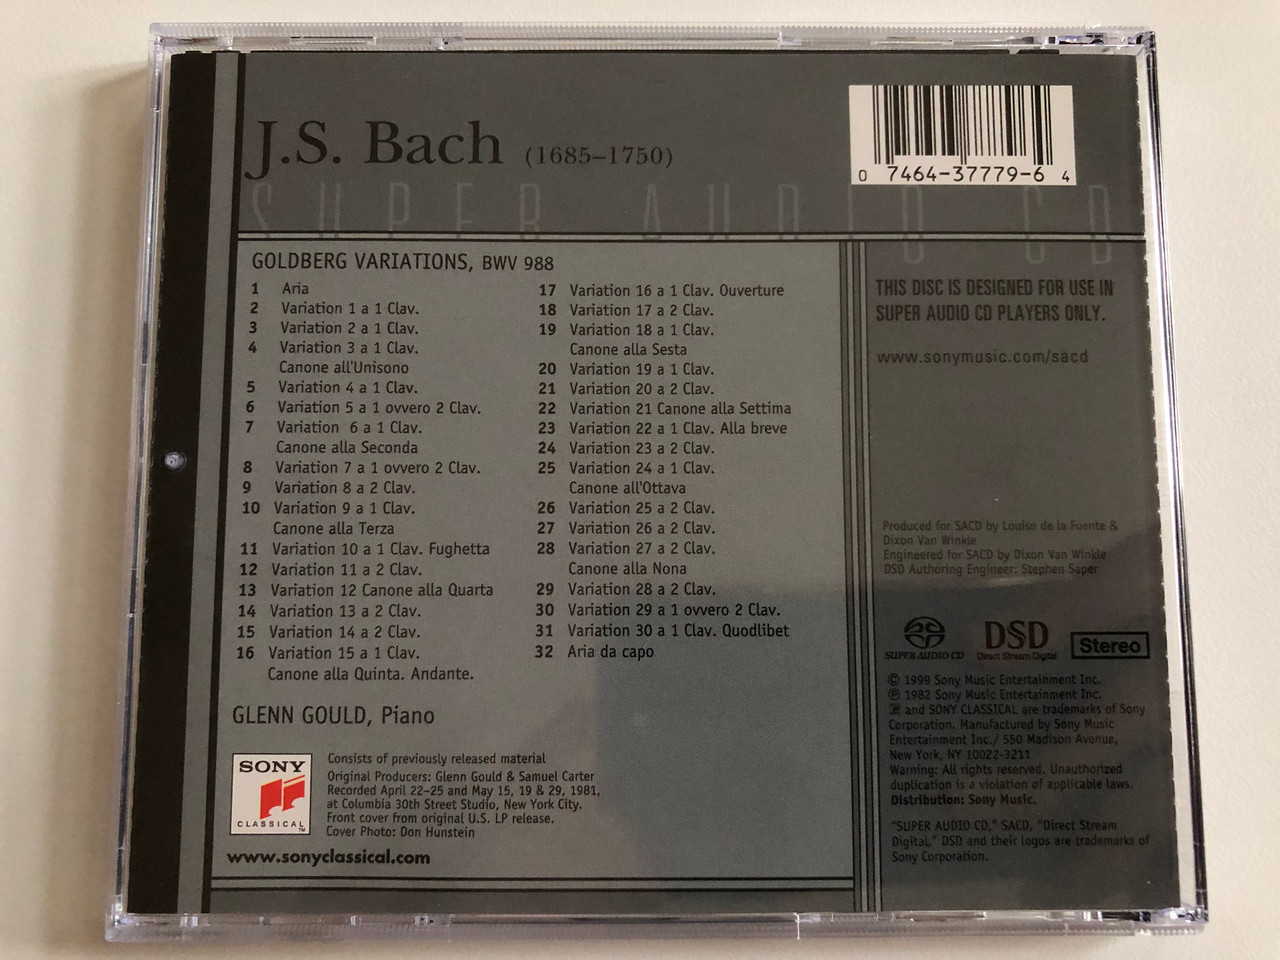 J.S. Bach (1685–1750)
0 7464-37779-6 4
SUPER AUDIO CD
GOLDBERG VARIATIONS, BWV 988
1 Aria
2 Variation 1 a 1 Clav.
3 Variation 2 a 1 Clav.
4 Variation 3 a 1 Clav.
Canone all'Unisono
5 Variation 4 a 1 Clav.
6 Variation 5 a 1 ovvero 2 Clav.
7 Variation 6 a 1 Clav.
Canone alla Seconda
8 Variation 7 a 1 ovvero 2 Clav.
9 Variation 8 a 2 Clav.
10 Variation 9 a 1 Clav.
Canone alla Terza
11 Variation 10 a 1 Clav. Fughetta
12 Variation 11 a 2 Clav.
13 Variation 12 Canone alla Quarta
14 Variation 13 a 2 Clav.
15 Variation 14 a 2 Clav.
16 Variation 15 a 1 Clav.
Canone alla Quinta. Andante.
17 Variation 16 a 1 Clav. Ouverture
18 Variation 17 a 2 Clav.
19 Variation 18 a 1 Clav.
Canone alla Sesta
20 Variation 19 a 1 Clav.
21 Variation 20 a 2 Clav.
22 Variation 21 Canone alla Settima
23 Variation 22 a 1 Clav. Alla breve
24 Variation 23 a 2 Clav.
25 Variation 24 a 1 Clav.
Canone all'Ottava
26 Variation 25 a 2 Clav.
27 Variation 26 a 2 Clav.
28 Variation 27 a 2 Clav.
Canone alla Nona
29 Variation 28 a 2 Clav.
30 Variation 29 a 1 ovvero 2 Clav.
31 Variation 30 a 1 Clav. Quodlibet
32 Aria da capo
GLENN GOULD, Piano
SONY
CLASSICAL™
Consists of previously released material
Original Producers: Glenn Gould & Samuel Carter
Recorded April 22–25 and May 15, 19 & 29, 1981,
at Columbia 30th Street Studio, New York City.
Front cover from original U.S. LP release.
Cover Photo: Don Hunstein
www.sonyclassical.com
THIS DISC IS DESIGNED FOR USE IN
SUPER AUDIO CD PLAYERS ONLY.
www.sonymusic.com/sacd
Produced for SACD by Louise de la Fuente &
Dixon Van Winkle
Engineered for SACD by Dixon Van Winkle
DSD Authoring Engineer: Stephen Saper
SUPER AUDIO CD
DSD
Direct Stream Digital
Stereo
© 1999 Sony Music Entertainment Inc.
℗ 1982 Sony Music Entertainment Inc.
and SONY CLASSICAL are trademarks of Sony
Corporation. Manufactured by Sony Music
Entertainment Inc./ 550 Madison Avenue,
New York, NY 10022-3211
Warning: All rights reserved. Unauthorized
duplication is a violation of applicable laws.
Distribution: Sony Music.
"SUPER AUDIO CD," SACD, "Direct Stream
Digital," DSD and their logos are trademarks of
Sony Corporation.